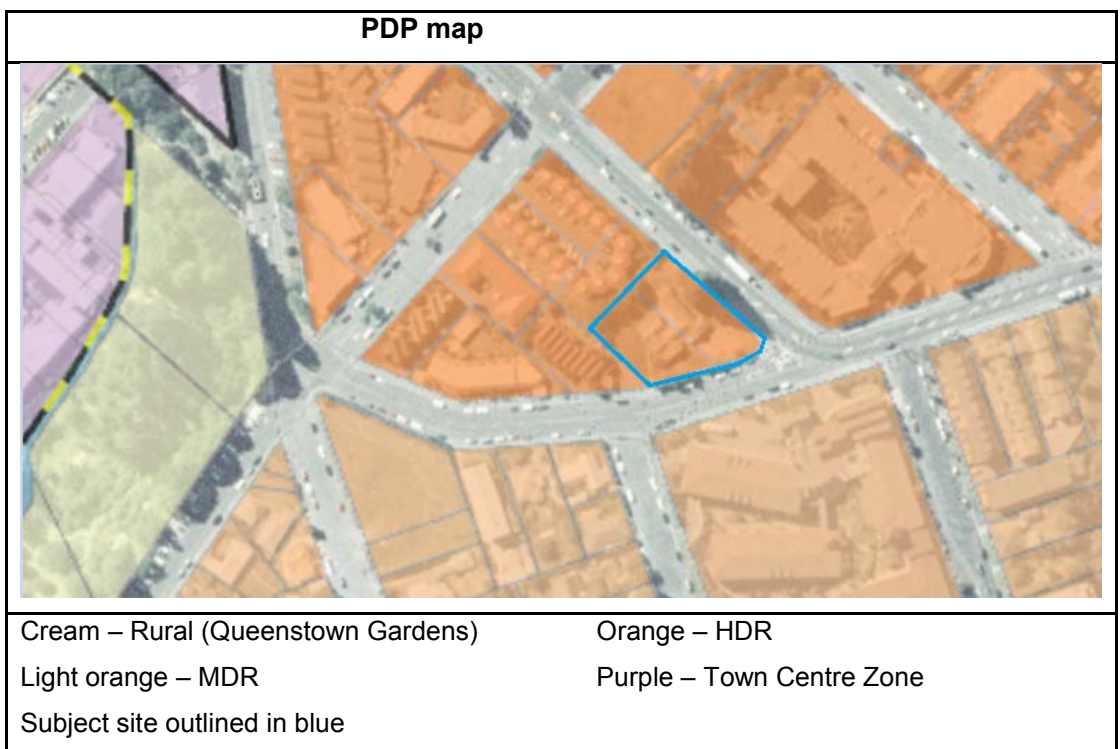 PDP map
Cream – Rural (Queenstown Gardens)
Orange – HDR
Light orange – MDR
Purple – Town Centre Zone
Subject site outlined in blue